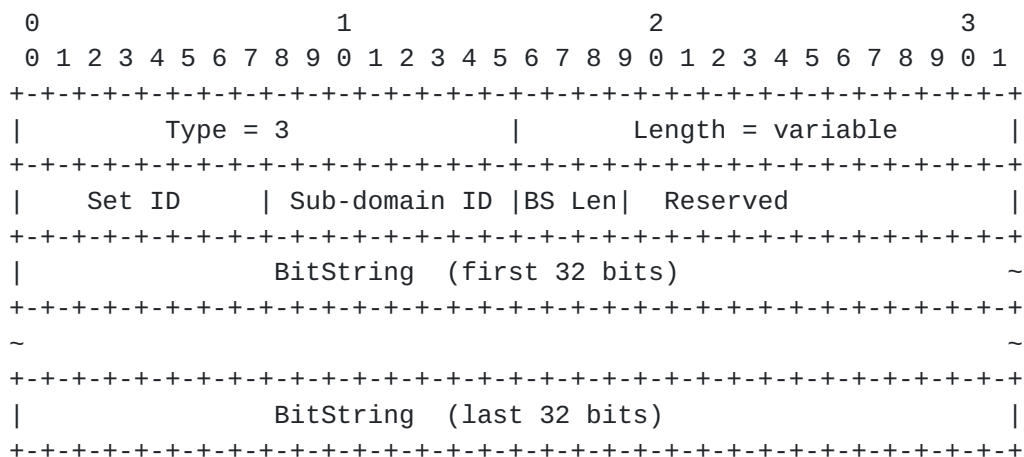 0                   1                   2                   3
 0 1 2 3 4 5 6 7 8 9 0 1 2 3 4 5 6 7 8 9 0 1 2 3 4 5 6 7 8 9 0 1
+-+-+-+-+-+-+-+-+-+-+-+-+-+-+-+-+-+-+-+-+-+-+-+-+-+-+-+-+-+-+-+-+
|         Type = 3              |       Length = variable       |
+-+-+-+-+-+-+-+-+-+-+-+-+-+-+-+-+-+-+-+-+-+-+-+-+-+-+-+-+-+-+-+-+
|    Set ID     | Sub-domain ID |BS Len|  Reserved              |
+-+-+-+-+-+-+-+-+-+-+-+-+-+-+-+-+-+-+-+-+-+-+-+-+-+-+-+-+-+-+-+-+
|                BitString  (first 32 bits)                     ~
+-+-+-+-+-+-+-+-+-+-+-+-+-+-+-+-+-+-+-+-+-+-+-+-+-+-+-+-+-+-+-+-+
~                                                               ~
+-+-+-+-+-+-+-+-+-+-+-+-+-+-+-+-+-+-+-+-+-+-+-+-+-+-+-+-+-+-+-+-+
|                BitString  (last 32 bits)                      |
+-+-+-+-+-+-+-+-+-+-+-+-+-+-+-+-+-+-+-+-+-+-+-+-+-+-+-+-+-+-+-+-+